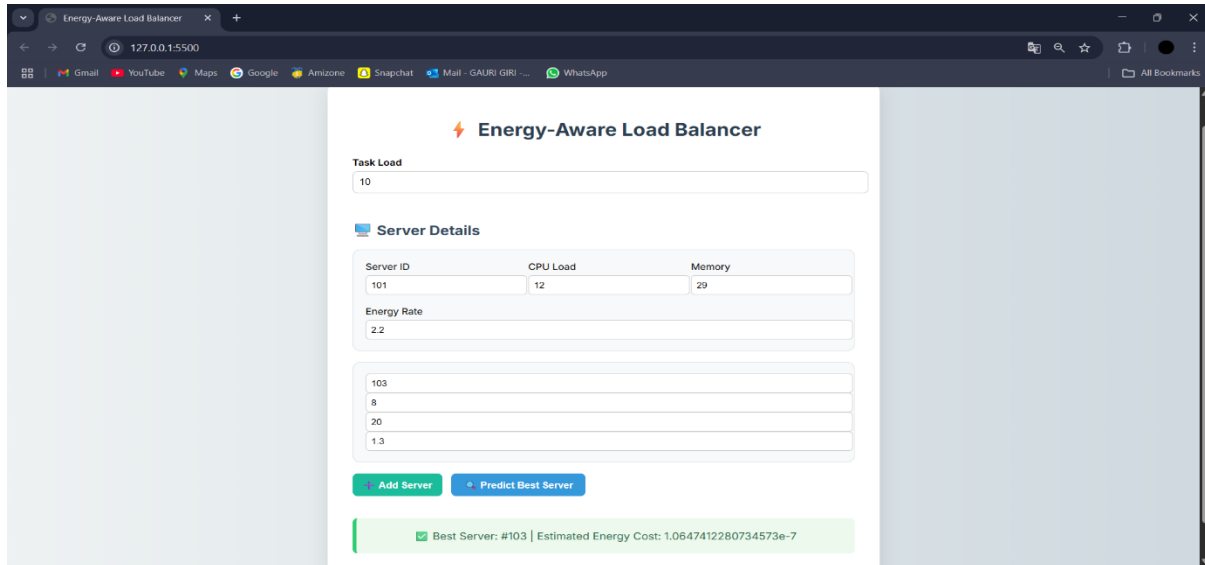 Energy-Aware Load Balancer
127.0.0.1:5500
Gmail YouTube Maps Google Amizone Snapchat Mail - GAURI GIRI -... WhatsApp All Bookmarks
⚡ Energy-Aware Load Balancer
Task Load
10
Server Details
Server ID CPU Load Memory
101 12 29
Energy Rate
2.2
103
8
20
1.3
Add Server Predict Best Server
Best Server: #103 | Estimated Energy Cost: 1.0647412280734573e-7